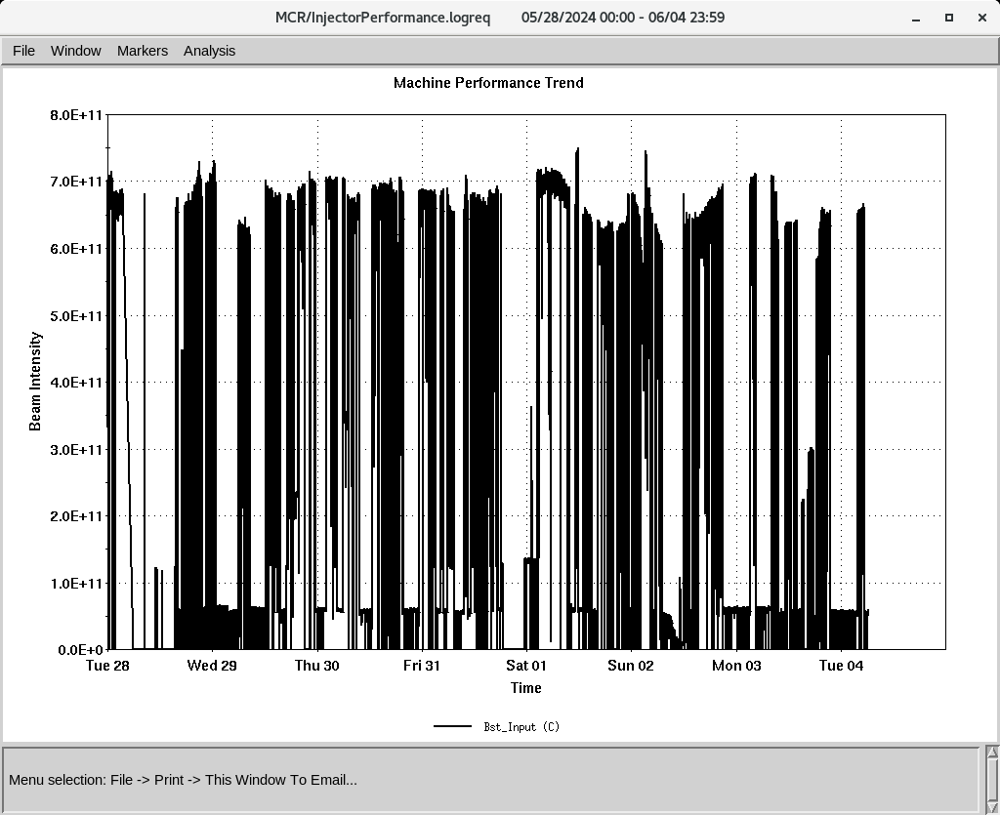 MCR/InjectorPerformance.logreq 05/28/2024 00:00 - 06/04 23:59
File Window Markers Analysis
Machine Performance Trend
8.0E+11
7.0E+11
6.0E+11
5.0E+11
4.0E+11
3.0E+11
2.0E+11
1.0E+11
0.0E+0
Beam Intensity
Tue 28 Wed 29 Thu 30 Fri 31 Sat 01 Sun 02 Mon 03 Tue 04
Time
Bst_Input (C)
Menu selection: File -> Print -> This Window To Email...